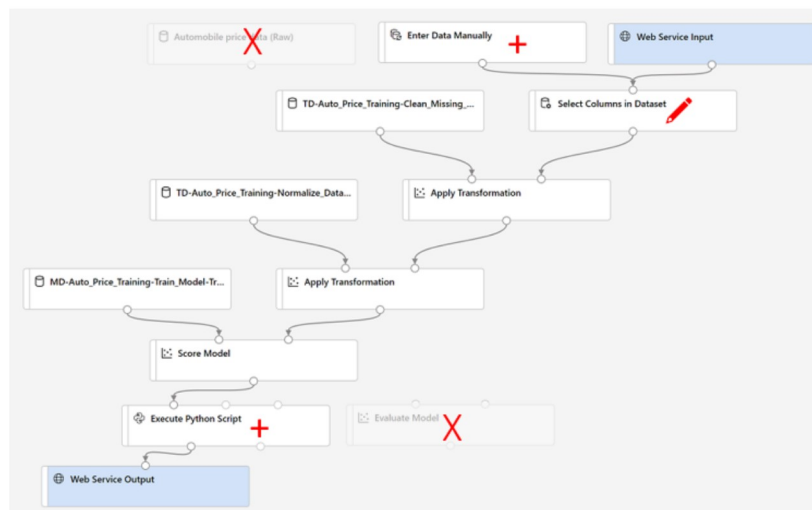 Automobile price data (Raw)
Enter Data Manually
Web Service Input
TD-Auto_Price_Training-Clean_Missing_...
Select Columns in Dataset
TD-Auto_Price_Training-Normalize_Data...
Apply Transformation
MD-Auto_Price_Training-Train_Model-Tr...
Apply Transformation
Score Model
Execute Python Script
Evaluate Model
Web Service Output